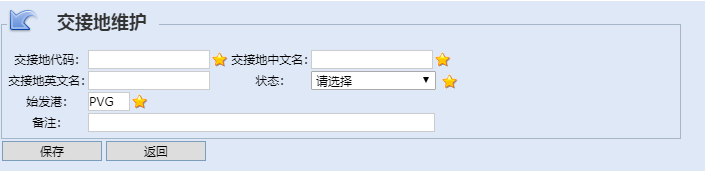 交接地维护
交接地代码： 交接地中文名：
交接地英文名： 状态： 请选择
始发港： PVG
备注：
保存 返回